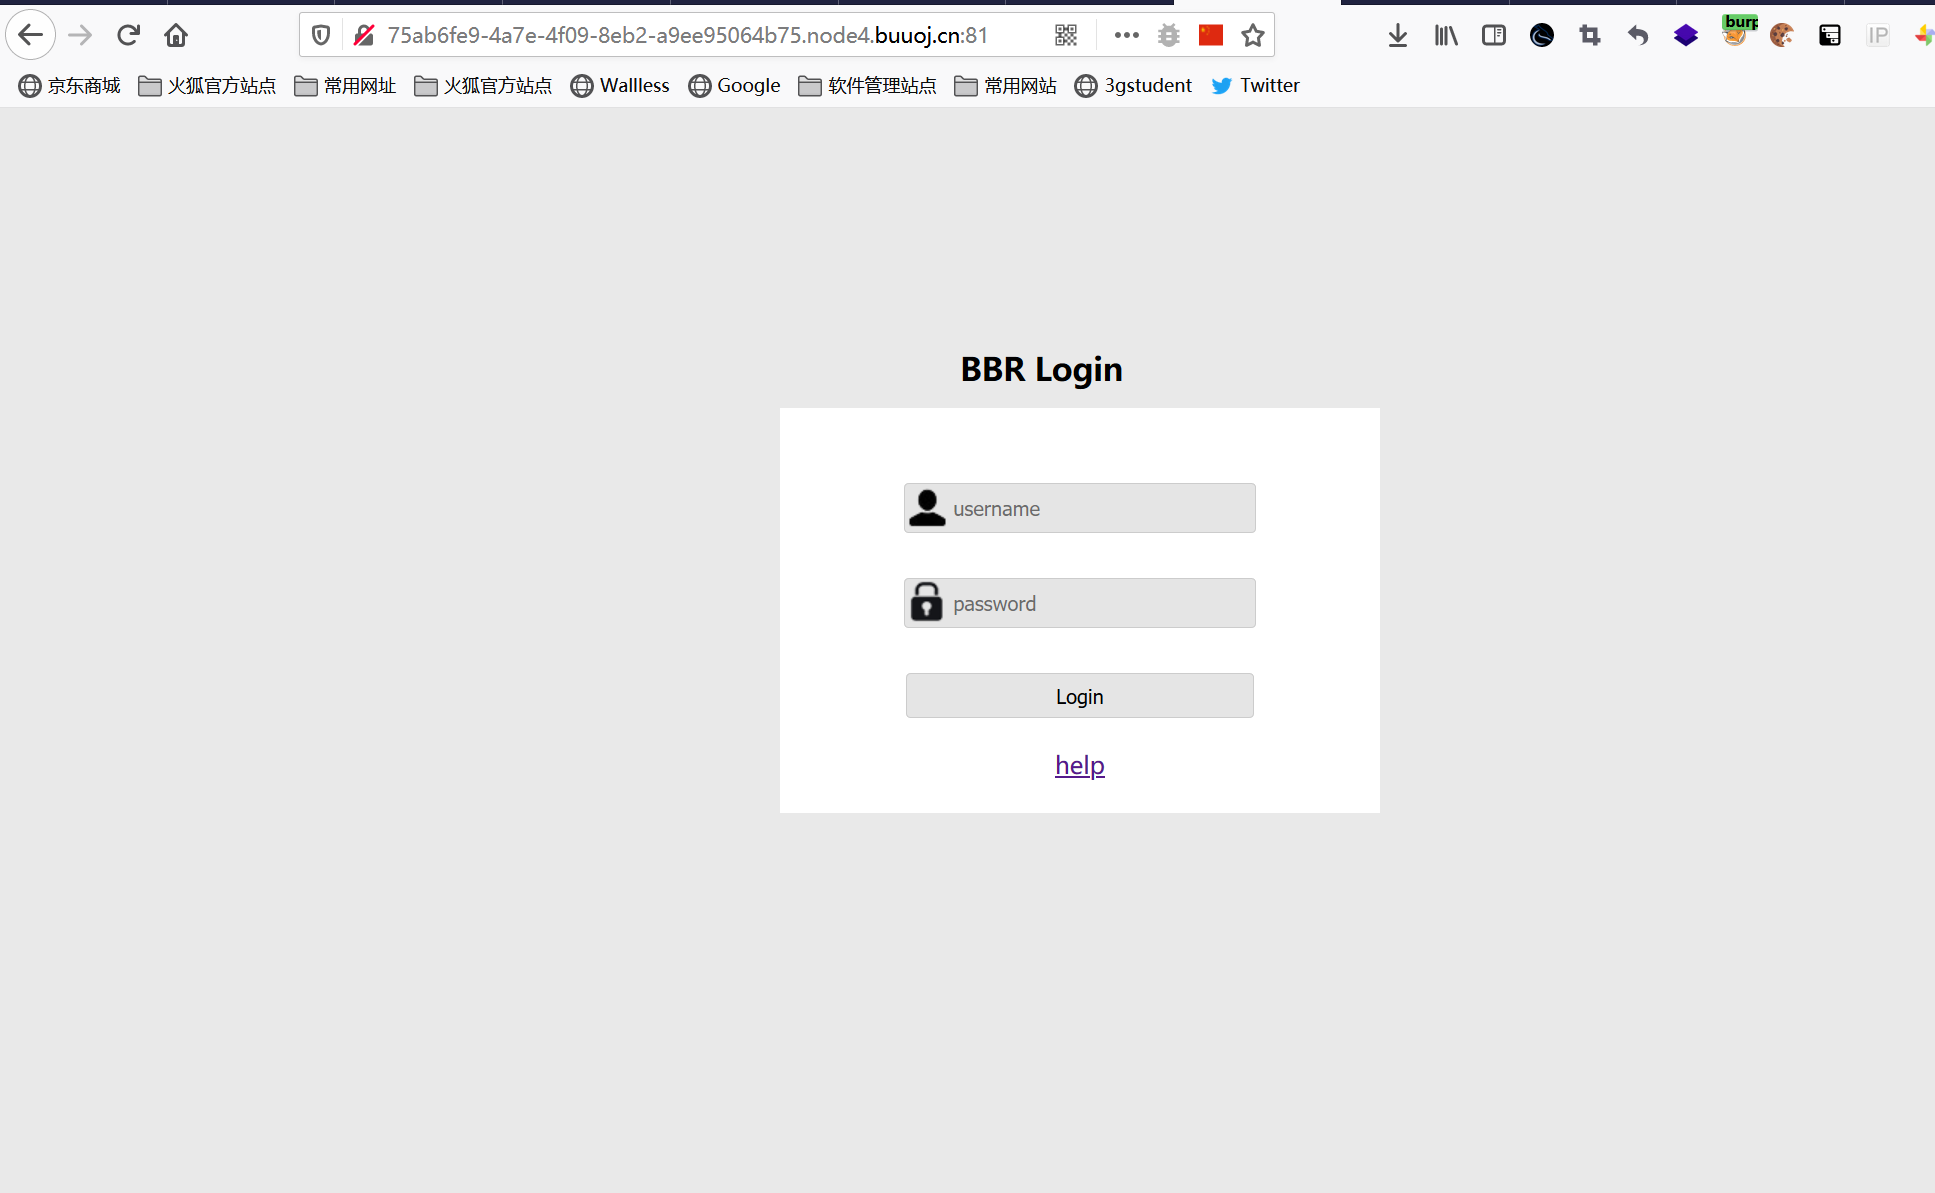 75ab6fe9-4a7e-4f09-8eb2-a9ee95064b75.node4.buuoj.cn:81
burp
IP
京东商城 火狐官方站点 常用网址 火狐官方站点 Wallless Google 软件管理站点 常用网站 3gstudent Twitter
BBR Login
username
password
Login
help